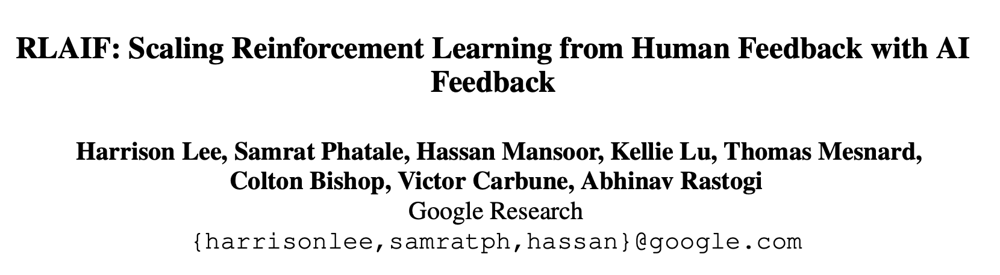 RLAIF: Scaling Reinforcement Learning from Human Feedback with AI
Feedback
Harrison Lee, Samrat Phatale, Hassan Mansoor, Kellie Lu, Thomas Mesnard,
Colton Bishop, Victor Carbune, Abhinav Rastogi
Google Research
{harrisonlee,samratph,hassan}@google.com